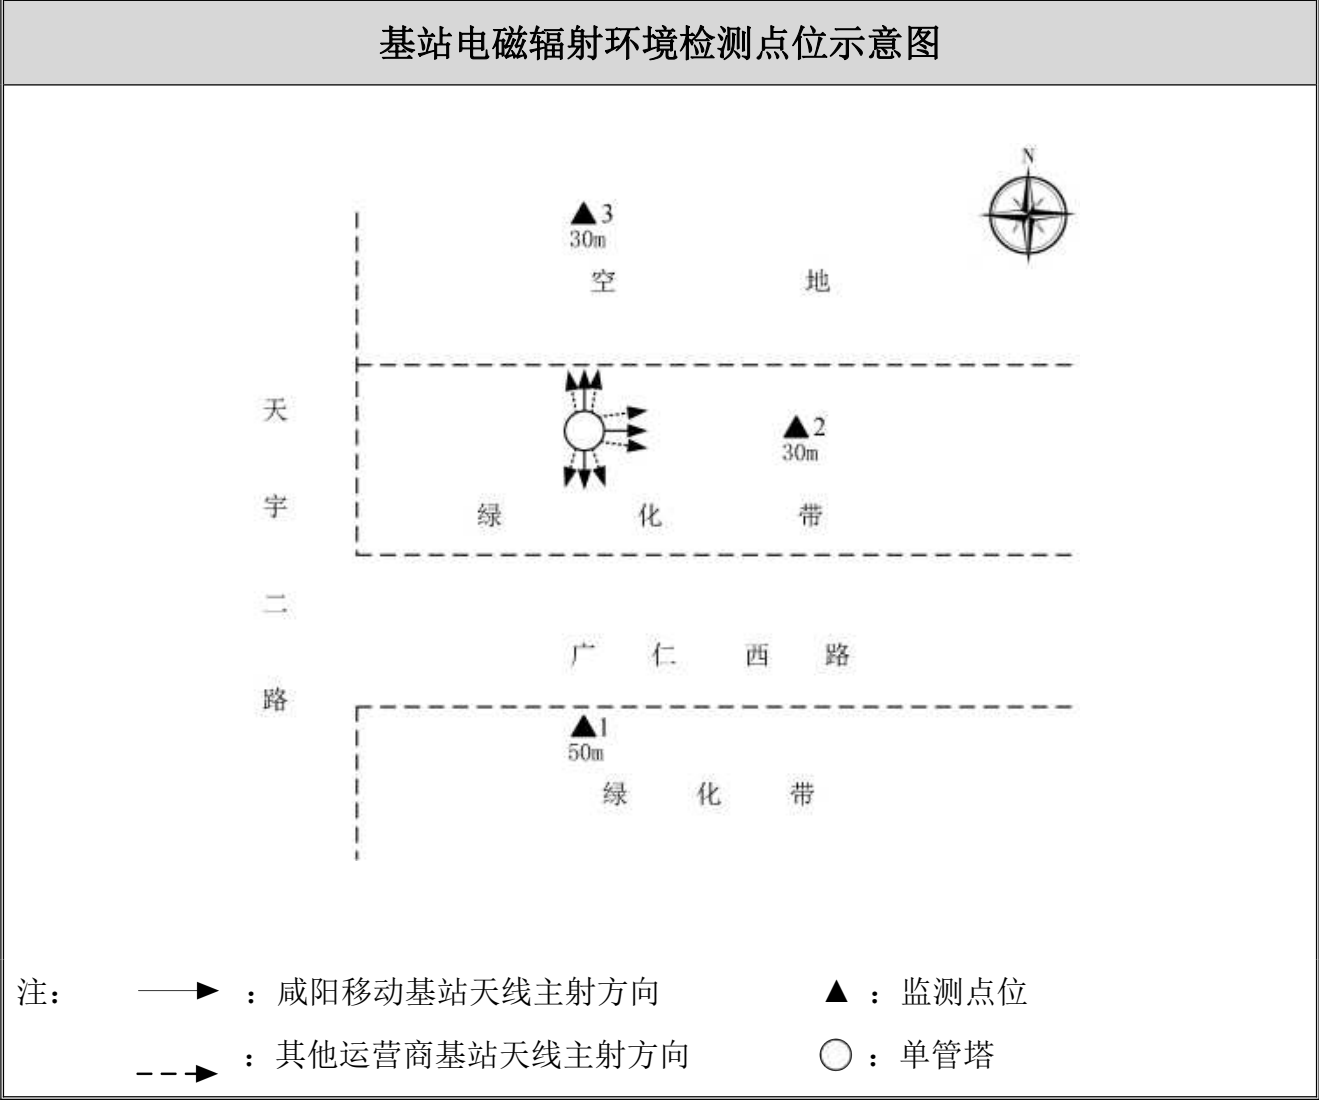 基站电磁辐射环境检测点位示意图
N
▲3
30m
空 地
▲2
30m
绿 化 带
天宇二路
广 仁 西 路
▲1
50m
绿 化 带
注：
：咸阳移动基站天线主射方向
▲：监测点位
：其他运营商基站天线主射方向
：单管塔